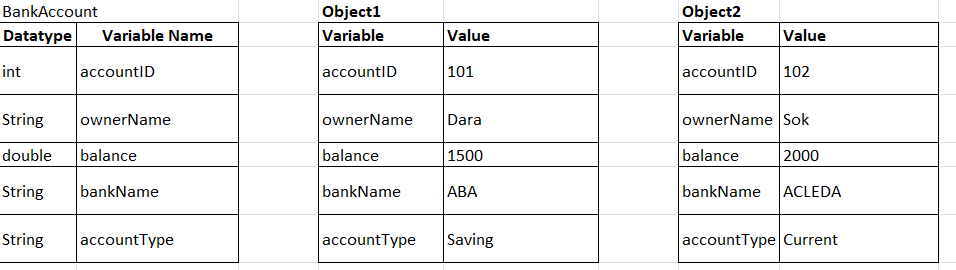 BankAccount Object1 Object2
Datatype Variable Name Variable Value Variable Value
int accountID accountID 101 accountID 102
String ownerName ownerName Dara ownerName Sok
double balance balance 1500 balance 2000
String bankName bankName ABA bankName ACLEDA
String accountType accountType Saving accountType Current